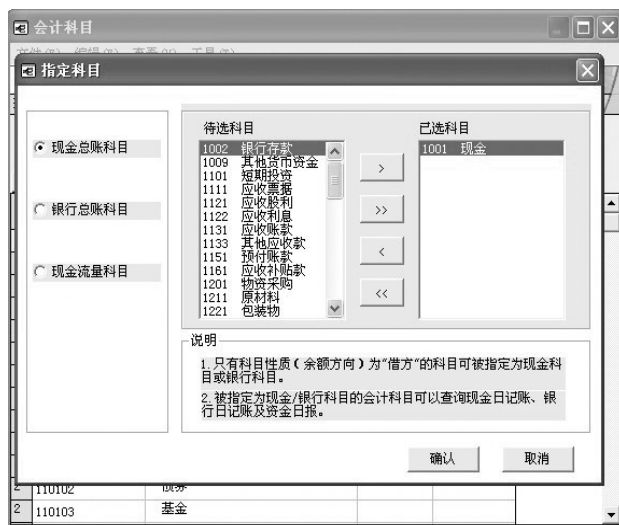 会计科目
指定科目
现金总账科目
银行总账科目
现金流量科目
待选科目
1002 银行存款
1009 其他货币资金
1101 短期投资
1111 应收票据
1121 应收股利
1122 应收利息
1131 应收账款
1133 其他应收款
1151 预付账款
1161 应收补贴款
1201 物资采购
1211 原材料
1221 包装物
>
>>
<
<<
已选科目
1001 现金
说明
1.只有科目性质(余额方向)为“借方”的科目可被指定为现金科
目或银行科目。
2.被指定为现金/银行科目的会计科目可以查询现金日记账、银
行日记账及资金日报。
确认
取消
2 110102
2 110103 基金